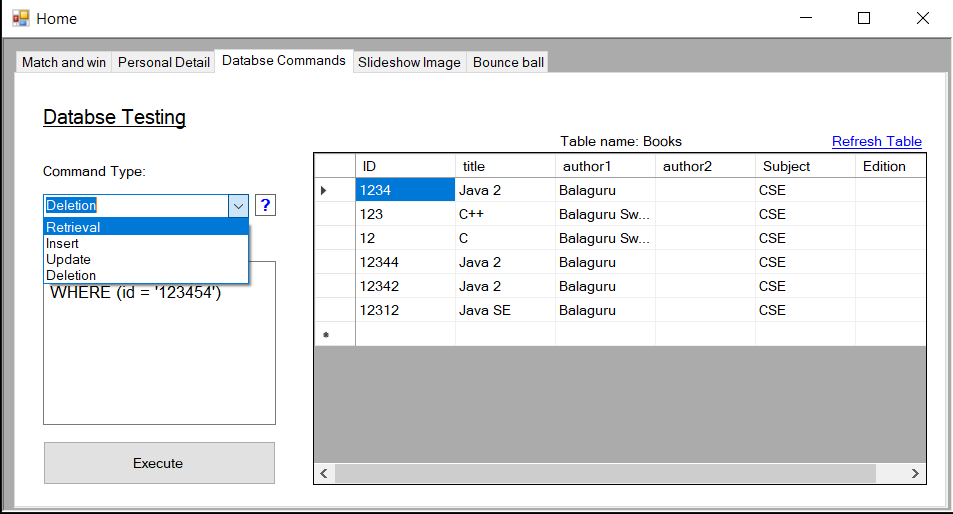 Home
Match and win Personal Detail Databse Commands Slideshow Image Bounce ball
Databse Testing
Table name: Books Refresh Table
Command Type:
Deletion ?
Retrieval
Insert
Update
Deletion
WHERE (id = '123454')
Execute
ID title author1 author2 Subject Edition
1234 Java 2 Balaguru CSE
123 C++ Balaguru Sw... CSE
12 C Balaguru Sw... CSE
12344 Java 2 Balaguru CSE
12342 Java 2 Balaguru CSE
12312 Java SE Balaguru CSE